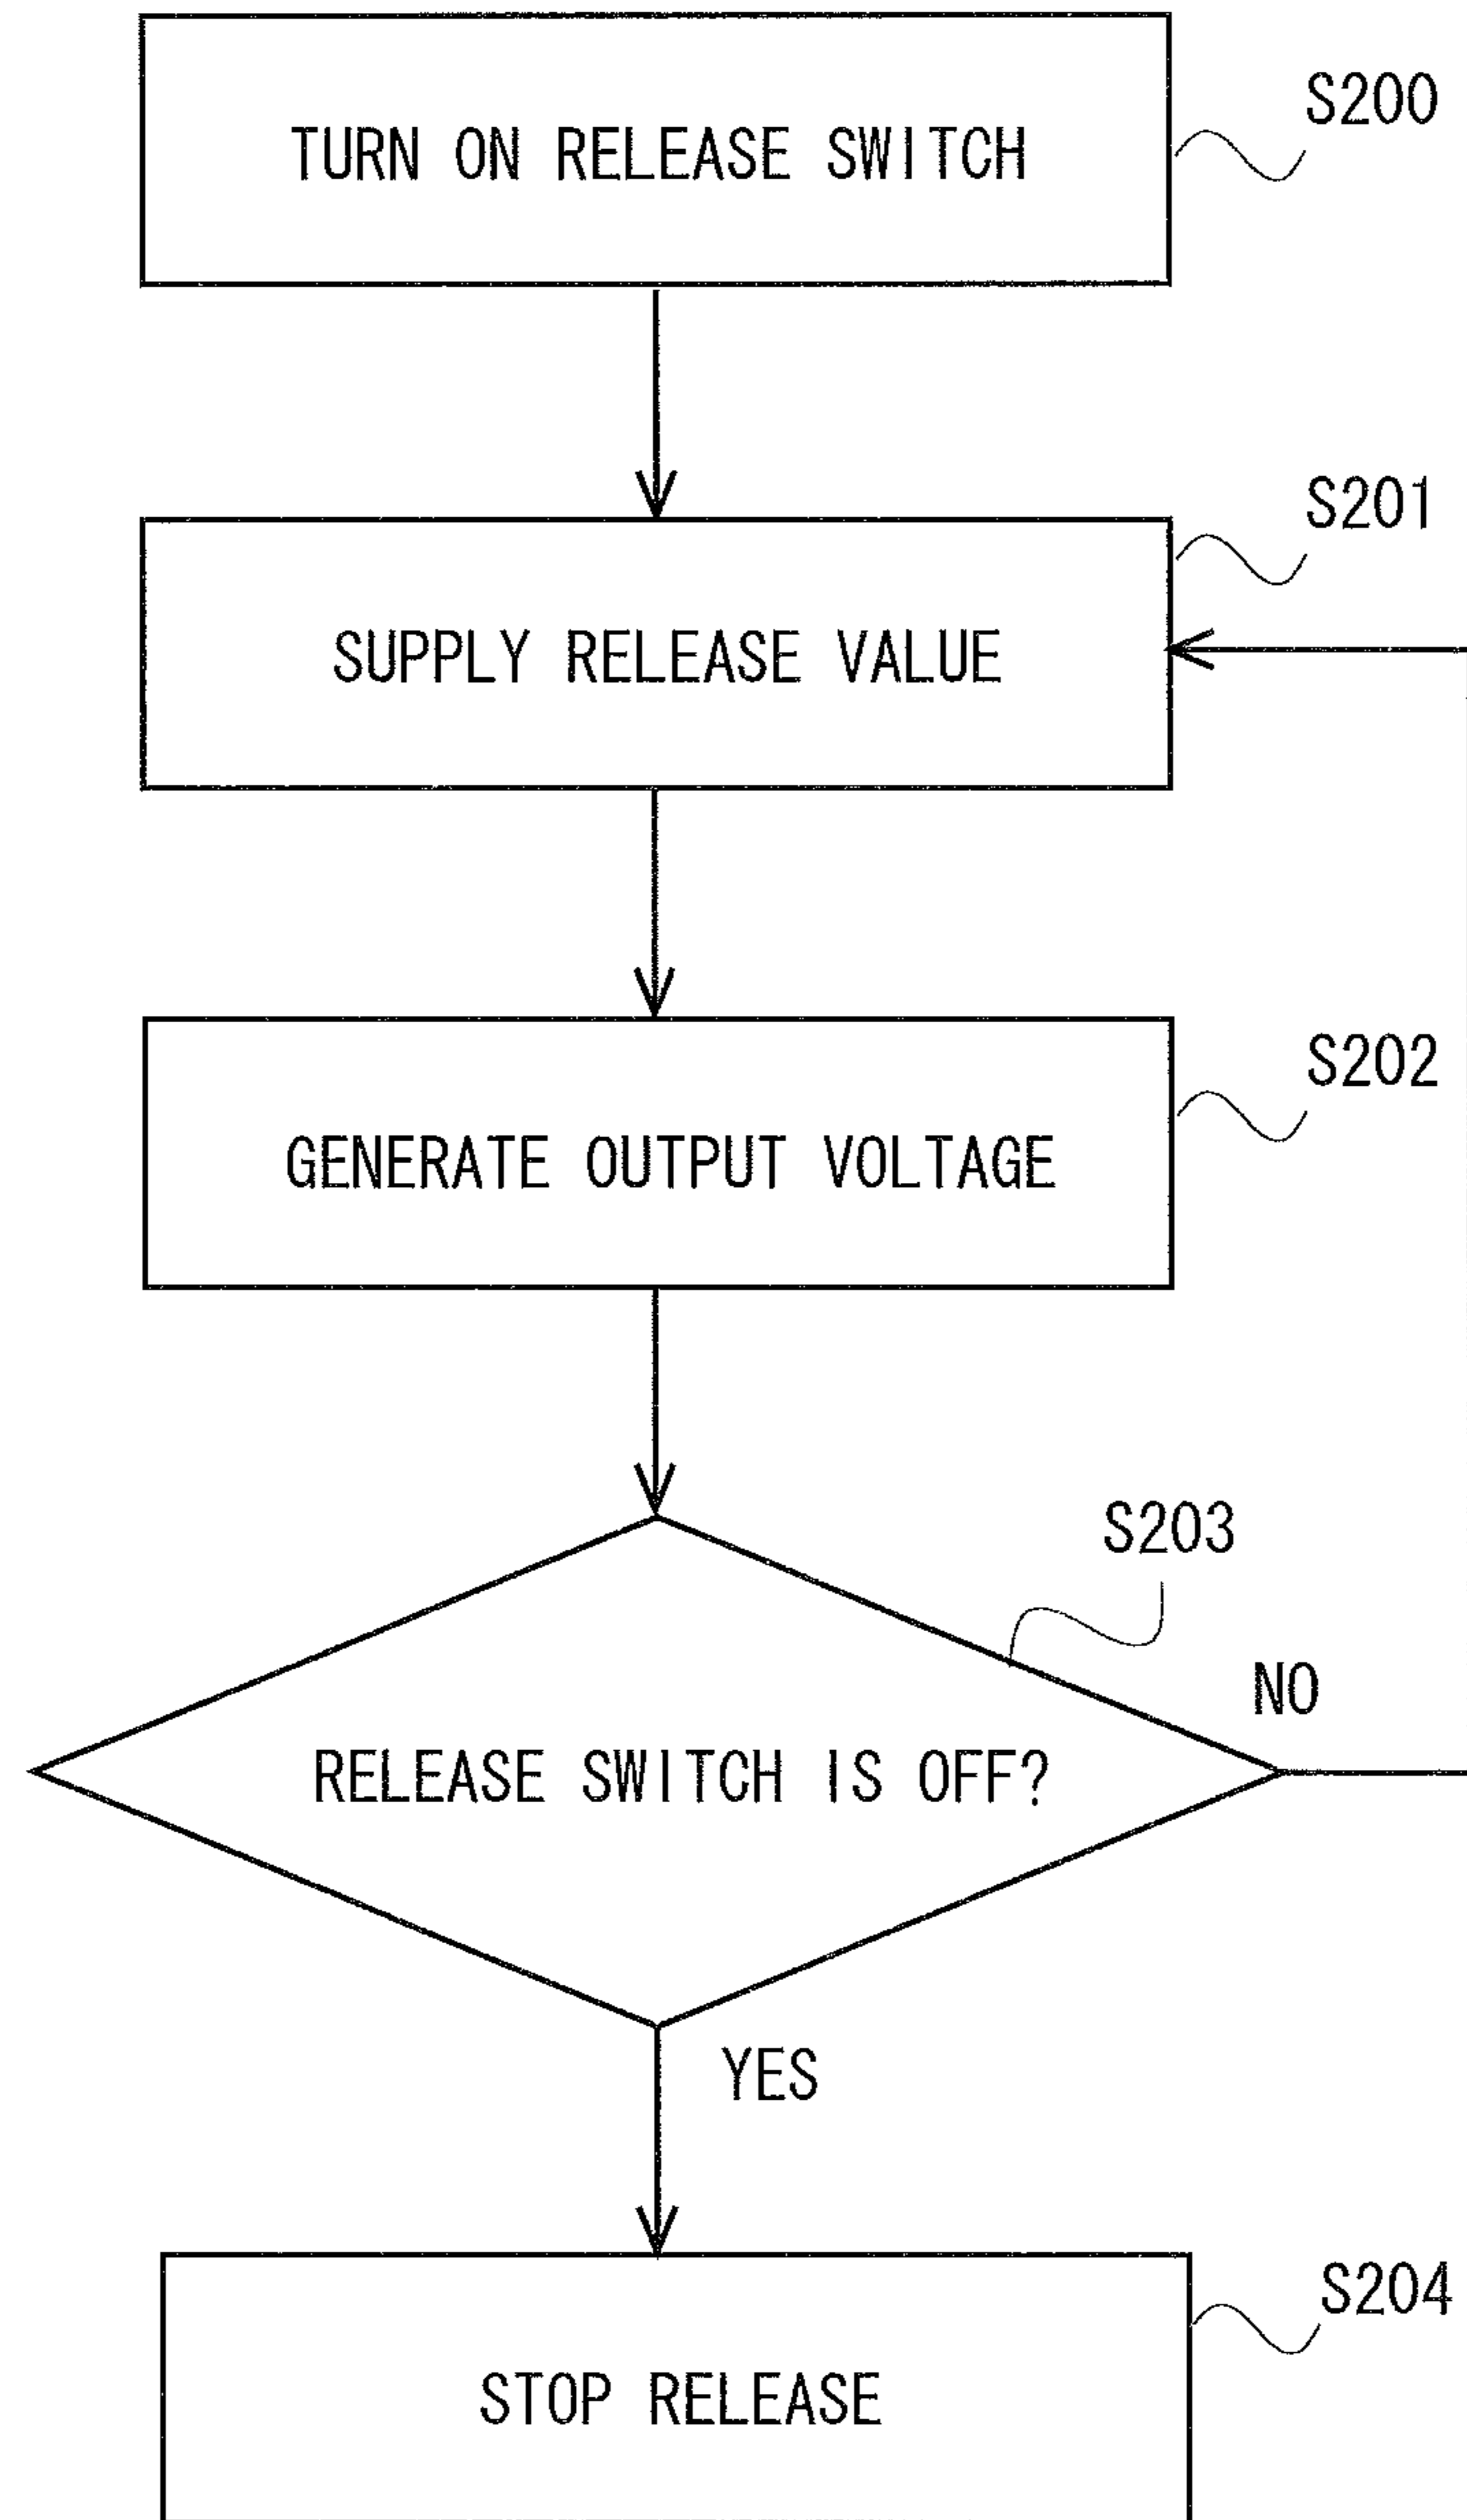 S200
TURN ON RELEASE SWITCH
S201
SUPPLY RELEASE VALUE
S202
GENERATE OUTPUT VOLTAGE
S203
NO
RELEASE SWITCH IS OFF?
YES
S204
STOP RELEASE